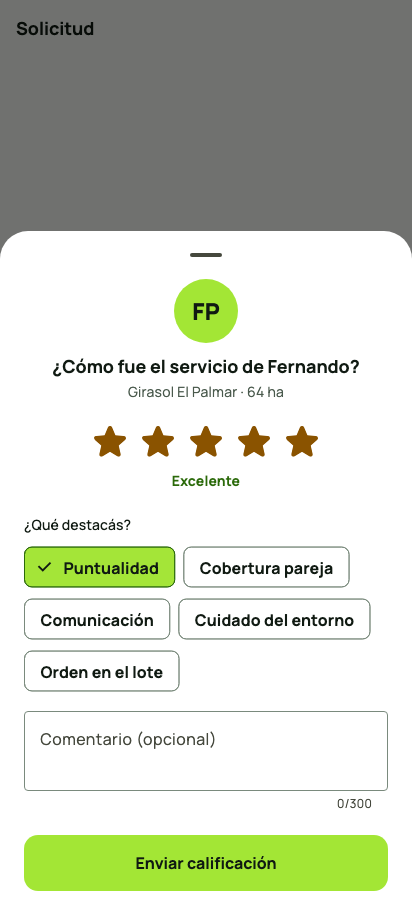 Solicitud
FP
¿Cómo fue el servicio de Fernando?
Girasol El Palmar · 64 ha
Excelente
¿Qué destacás?
Puntualidad
Cobertura pareja
Comunicación
Cuidado del entorno
Orden en el lote
Comentario (opcional)
0/300
Enviar calificación